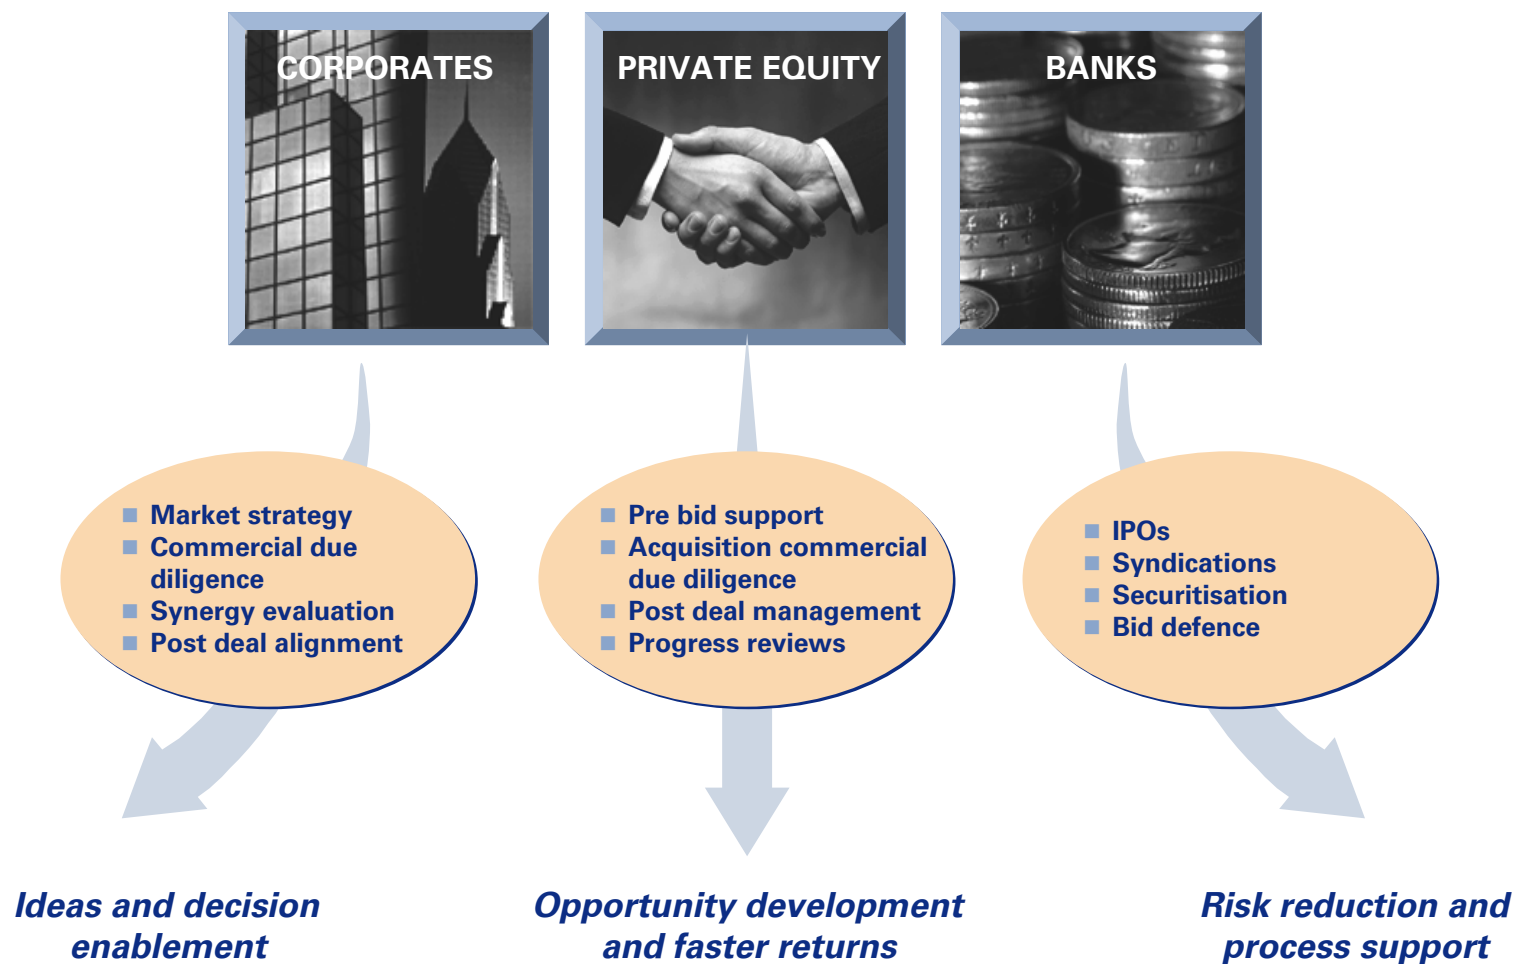 CORPORATES
PRIVATE EQUITY
BANKS
Market strategy
Commercial due
diligence
Synergy evaluation
Post deal alignment
Pre bid support
Acquisition commercial
due diligence
Post deal management
Progress reviews
IPOs
Syndications
Securitisation
Bid defence
Ideas and decision
enablement
Opportunity development
and faster returns
Risk reduction and
process support